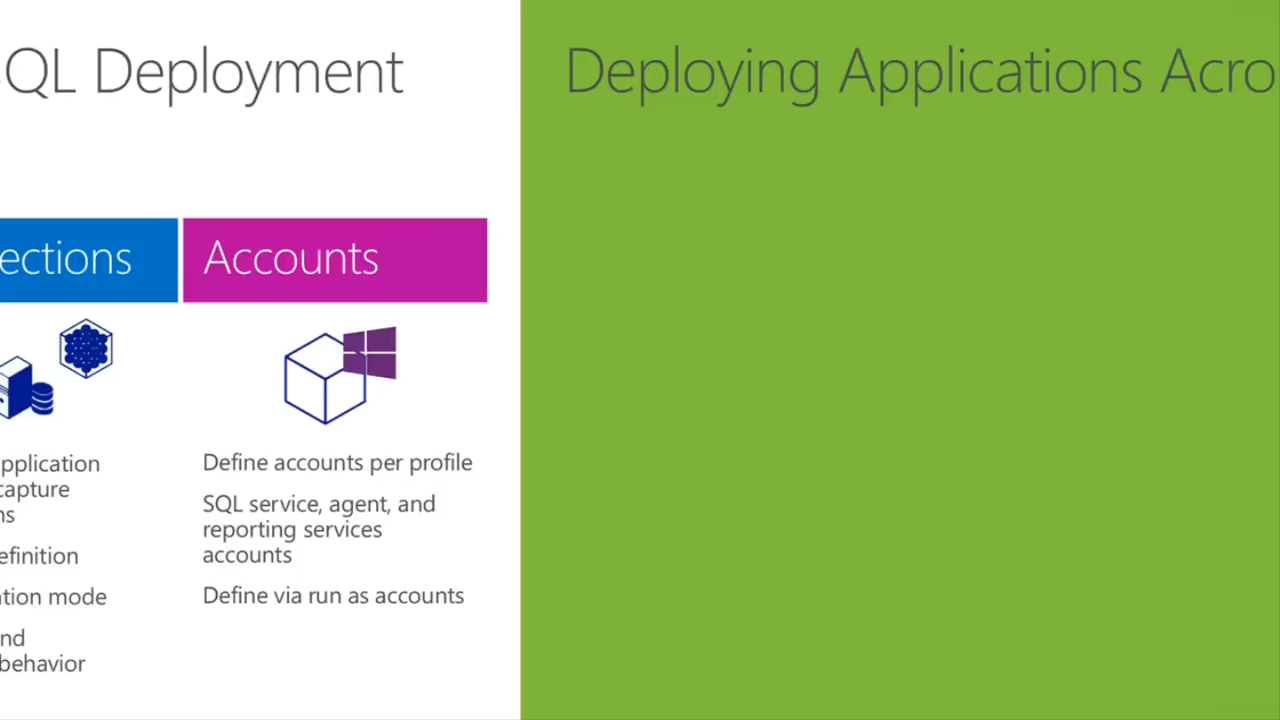 QL Deployment
Deploying Applications Acro
ections
Accounts
pplication
capture
ns
efinition
ation mode
nd
behavior
Define accounts per profile
SQL service, agent, and
reporting services
accounts
Define via run as accounts